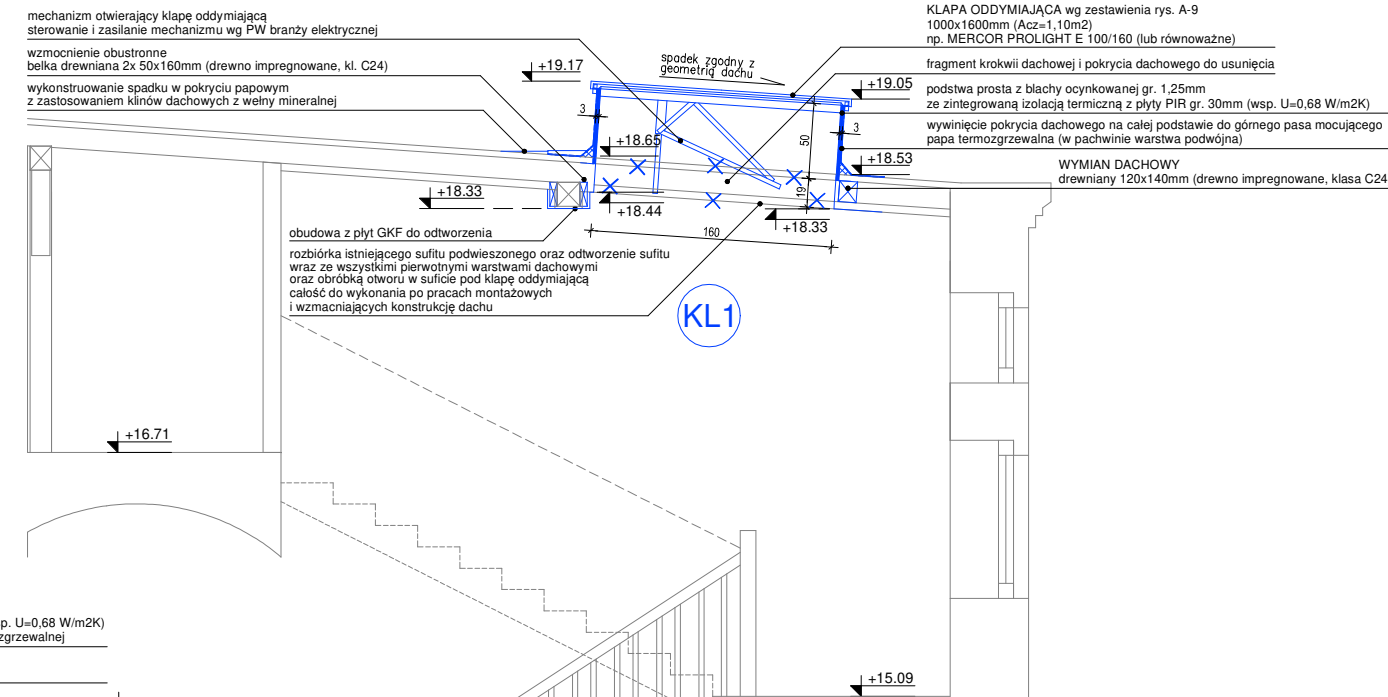 mechanizm otwierający klapę oddymiającą
sterowanie i zasilanie mechanizmu wg PW branży elektrycznej
wzmocnienie obustronne
belka drewniana 2x 50x160mm (drewno impregnowane, kl. C24)
wykonstruowanie spadku w pokryciu papowym
z zastosowaniem klinów dachowych z wełny mineralnej
KLAPA ODDYMIAJĄCA wg zestawienia rys. A-9
1000x1600mm (Acz=1,10m2)
np. MERCOR PROLIGHT E 100/160 (lub równoważne)
fragment krokwii dachowej i pokrycia dachowego do usunięcia
podstwa prosta z blachy ocynkowanej gr. 1,25mm
ze zintegrowaną izolacją termiczną z płyty PIR gr. 30mm (wsp. U=0,68 W/m2K)
wywinięcie pokrycia dachowego na całej podstawie do górnego pasa mocującego
papa termozgrzewalna (w pachwinie warstwa podwójna)
WYMIAN DACHOWY
drewniany 120x140mm (drewno impregnowane, klasa C24
spadek zgodny z
geometrią dachu
+19.17
+19.05
3
3
50
+18.65
+18.53
19
+18.33
+18.44
+18.33
160
obudowa z płyt GKF do odtworzenia
rozbiórka istniejącego sufitu podwieszonego oraz odtworzenie sufitu
wraz ze wszystkimi pierwotnymi warstwami dachowymi
oraz obróbką otworu w suficie pod klapę oddymiającą
całość do wykonania po pracach montażowych
i wzmacniających konstrukcję dachu
KL1
+16.71
sp. U=0,68 W/m2K)
zgrzewalnej
+15.09